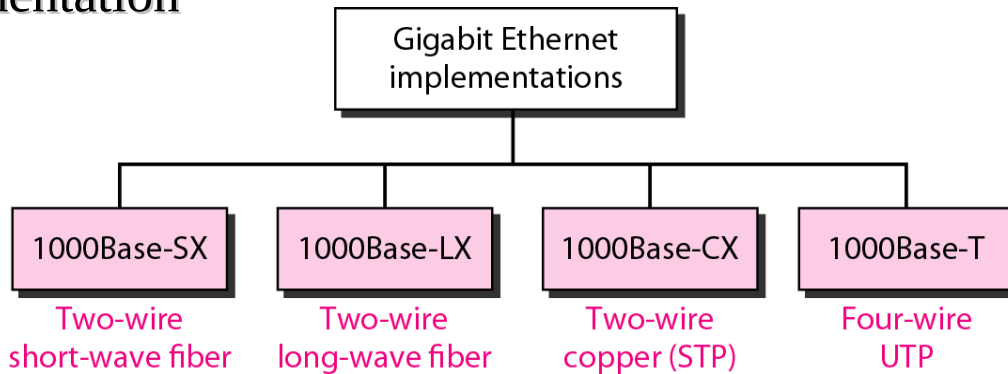 Gigabit Ethernet
implementations
1000Base-SX
1000Base-LX
1000Base-CX
1000Base-T
Two-wire
short-wave fiber
Two-wire
long-wave fiber
Two-wire
copper (STP)
Four-wire
UTP